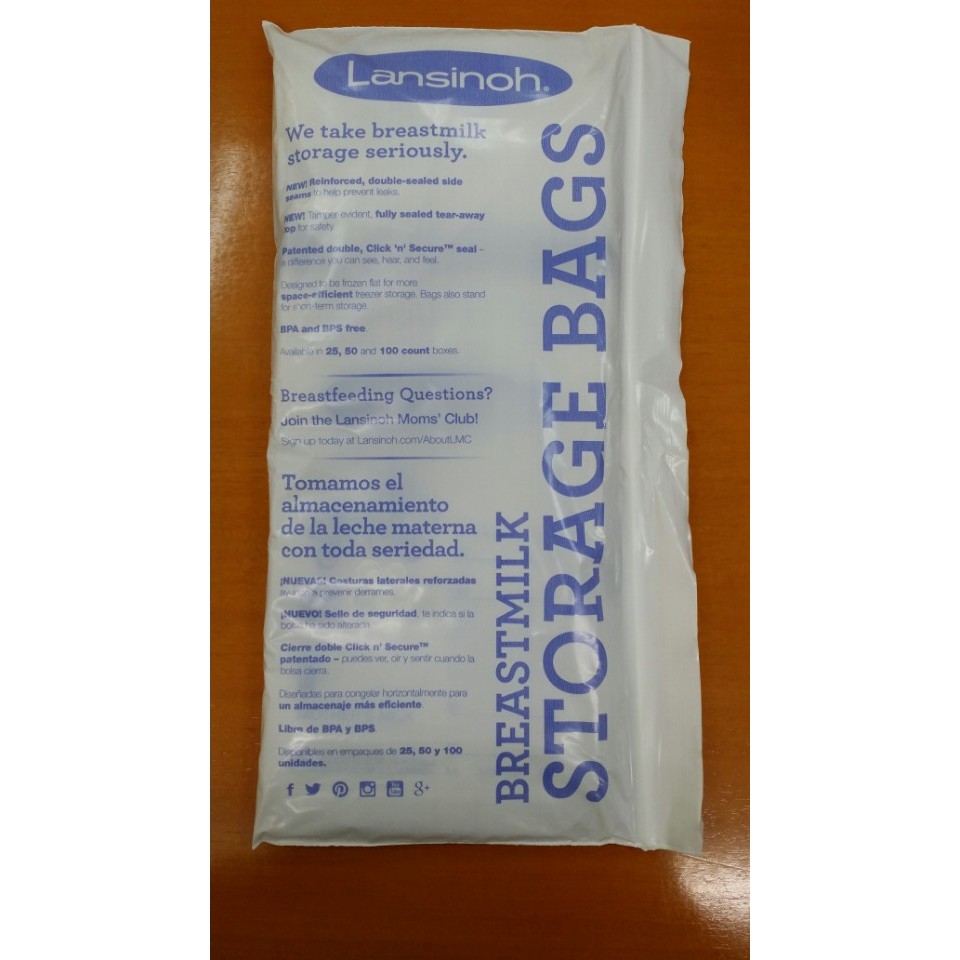 Lansinoh®
We take breastmilk
storage seriously.
NEW! Reinforced, double-sealed side
seams to help prevent leaks.
NEW! Tamper evident, fully sealed tear-away
top for safety
Patented double, Click 'n' Secure™ seal –
a difference you can see, hear, and feel.
Designed to be frozen flat for more
space-efficient freezer storage. Bags also stand
for short-term storage.
BPA and BPS free.
Available in 25, 50 and 100 count boxes.
Breastfeeding Questions?
Join the Lansinoh Moms' Club!
Sign up today at Lansinoh.com/AboutLMC
Tomamos el
almacenamiento
de la leche materna
con toda seriedad.
¡NUEVAS! Costuras laterales reforzadas
ayudan a prevenir derrames.
¡NUEVO! Sello de seguridad, te indica si la
bolsa ha sido alterada
Cierre doble Click n' Secure™
patentado – puedes ver, oir y sentir cuando la
bolsa cierra.
Diseñadas para congelar horizontalmente para
un almacenaje más eficiente.
Libre de BPA y BPS
Disponibles en empaques de 25, 50 y 100
unidades.
f You Tube g+
BREASTMILK
STORAGE BAGS